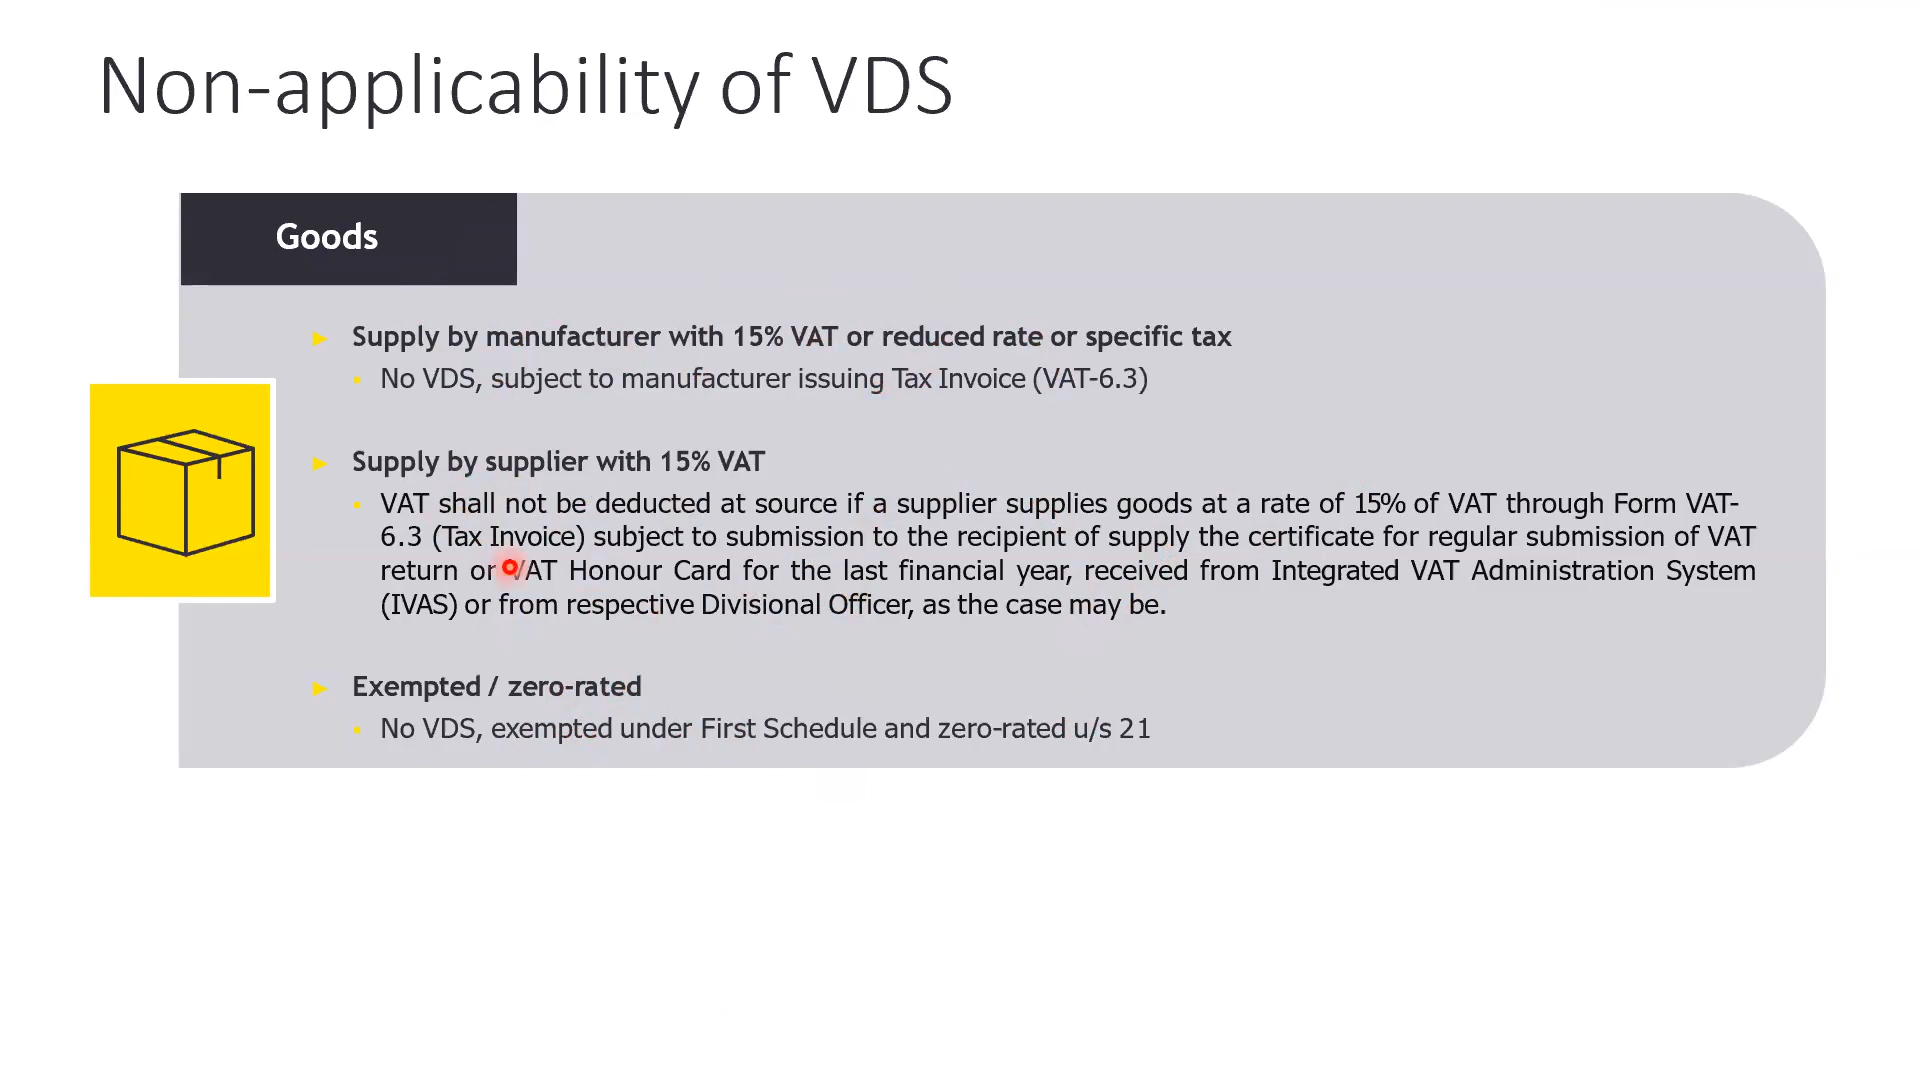 Non-applicability of VDS
Goods
Supply by manufacturer with 15% VAT or reduced rate or specific tax
No VDS, subject to manufacturer issuing Tax Invoice (VAT-6.3)
Supply by supplier with 15% VAT
VAT shall not be deducted at source if a supplier supplies goods at a rate of 15% of VAT through Form VAT-
6.3 (Tax Invoice) subject to submission to the recipient of supply the certificate for regular submission of VAT
return or VAT Honour Card for the last financial year, received from Integrated VAT Administration System
(IVAS) or from respective Divisional Officer, as the case may be.
Exempted / zero-rated
No VDS, exempted under First Schedule and zero-rated u/s 21